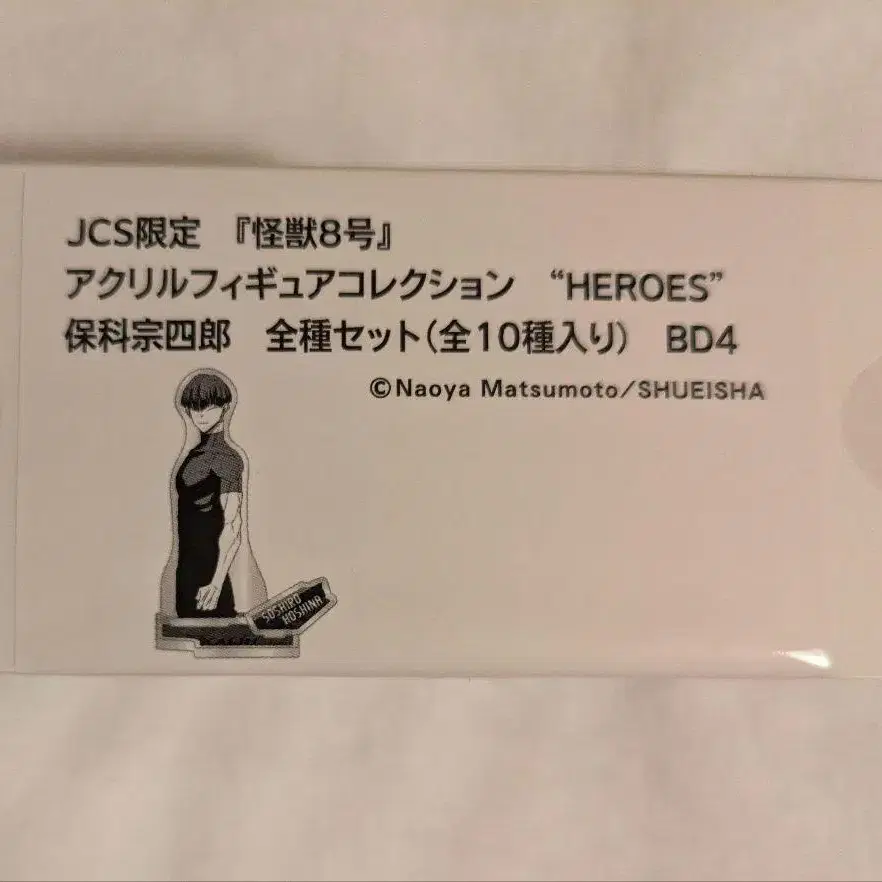 JCS限定 『怪獣8号』
アクリルフィギュアコレクション “HEROES”
保科宗四郎 全種セット(全10種入り) BD4
©Naoya Matsumoto/SHUEISHA
SOSHIRO
HOSHINA